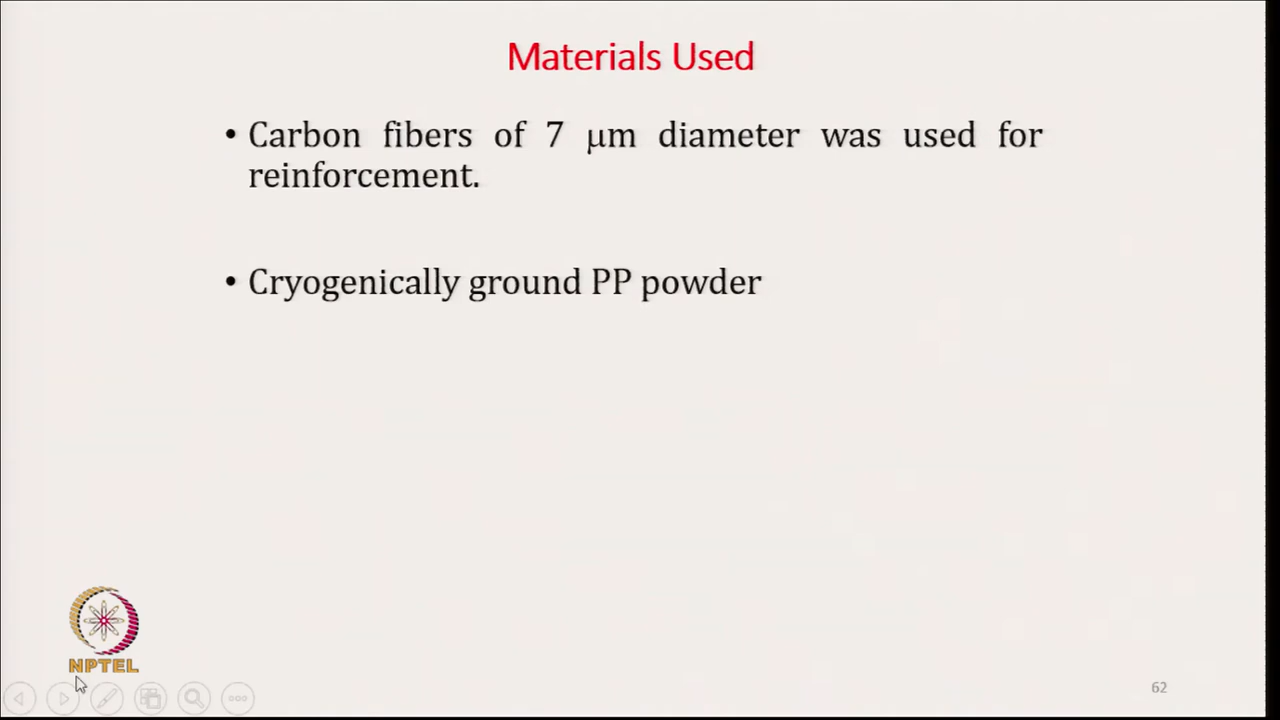 Materials Used
• Carbon fibers of 7 μm diameter was used for
reinforcement.
• Cryogenically ground PP powder
NPTEL
62